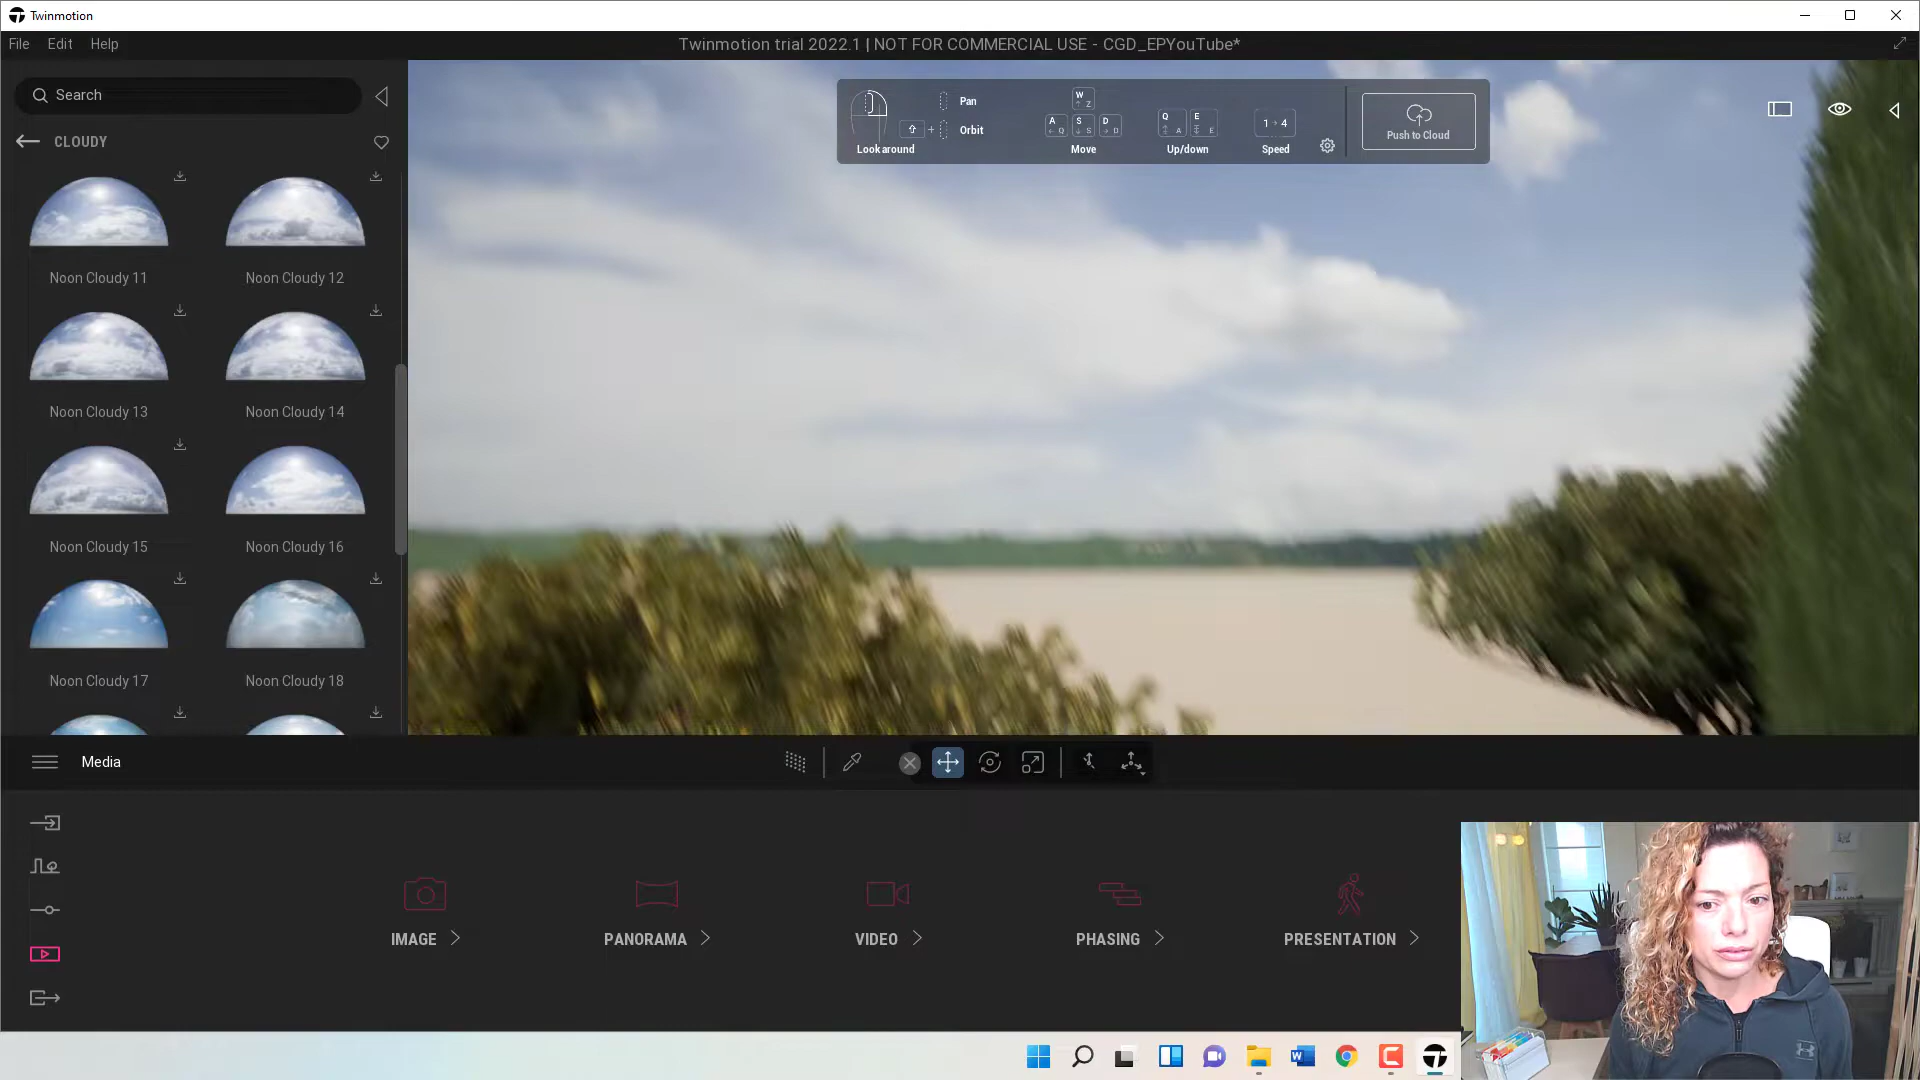 Twinmotion
File Edit Help
Twinmotion trial 2022.1 | NOT FOR COMMERCIAL USE - CGD_EPYouTube*
Search
CLOUDY
Noon Cloudy 11
Noon Cloudy 12
Noon Cloudy 13
Noon Cloudy 14
Noon Cloudy 15
Noon Cloudy 16
Noon Cloudy 17
Noon Cloudy 18
Pan
+ Orbit
Look around
W
Z
A Q S S D D
Move
Q A E E
Up/down
1 4
Speed
Push to Cloud
Media
IMAGE
PANORAMA
VIDEO
PHASING
PRESENTATION